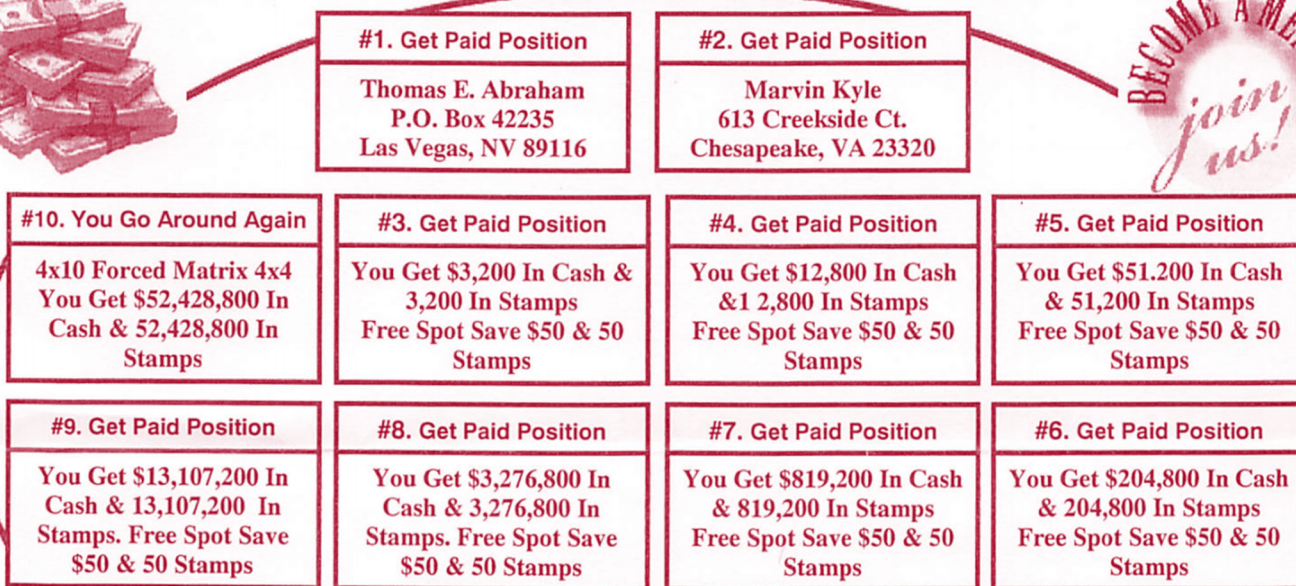 #1. Get Paid Position
Thomas E. Abraham
P.O. Box 42235
Las Vegas, NV 89116
#2. Get Paid Position
Marvin Kyle
613 Creekside Ct.
Chesapeake, VA 23320
BECOME
join
us!
#10. You Go Around Again
4x10 Forced Matrix 4x4
You Get $52,428,800 In
Cash & 52,428,800 In
Stamps
#3. Get Paid Position
You Get $3,200 In Cash &
3,200 In Stamps
Free Spot Save $50 & 50
Stamps
#4. Get Paid Position
You Get $12,800 In Cash
&1 2,800 In Stamps
Free Spot Save $50 & 50
Stamps
#5. Get Paid Position
You Get $51.200 In Cash
& 51,200 In Stamps
Free Spot Save $50 & 50
Stamps
#9. Get Paid Position
You Get $13,107,200 In
Cash & 13,107,200 In
Stamps. Free Spot Save
$50 & 50 Stamps
#8. Get Paid Position
You Get $3,276,800 In
Cash & 3,276,800 In
Stamps. Free Spot Save
$50 & 50 Stamps
#7. Get Paid Position
You Get $819,200 In Cash
& 819,200 In Stamps
Free Spot Save $50 & 50
Stamps
#6. Get Paid Position
You Get $204,800 In Cash
& 204,800 In Stamps
Free Spot Save $50 & 50
Stamps